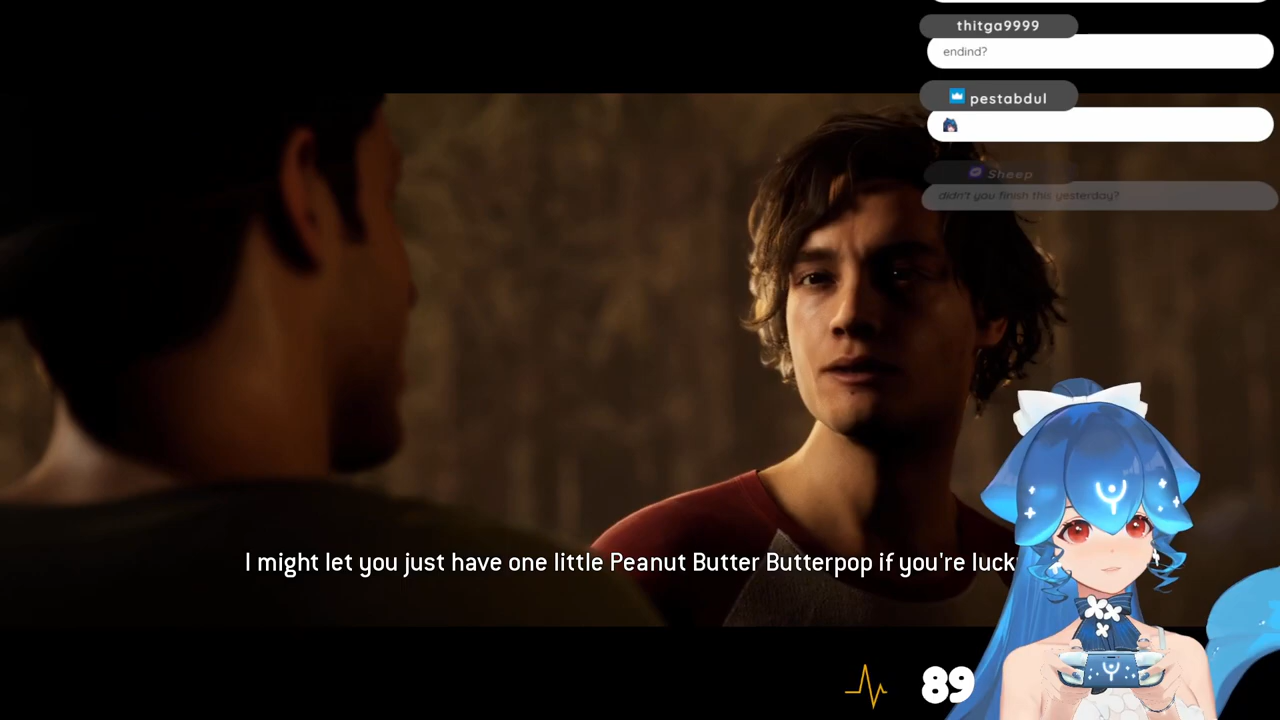 thitga9999
endind?
pestabdul
Sheep
didn't you finish this yesterday?
I might let you just have one little Peanut Butter Butterpop if you're luck
89